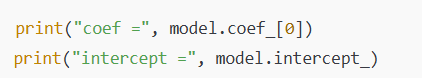 print("coef =", model.coef_[0])
print("intercept =", model.intercept_)